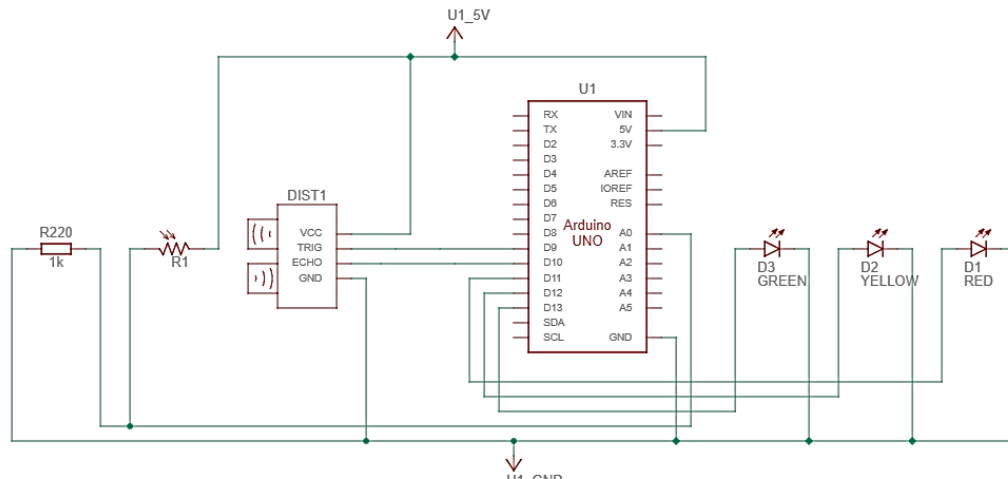 U1_5V
U1
RX
TX
D2
D3
D4
D5
D6
D7
D8
D9
D10
D11
D12
D13
SDA
SCL
VIN
5V
3.3V
AREF
IOREF
RES
A0
A1
A2
A3
A4
A5
GND
Arduino
UNO
DIST1
VCC
TRIG
ECHO
GND
R220
1k
R1
D3
GREEN
D2
YELLOW
D1
RED
U1_GND